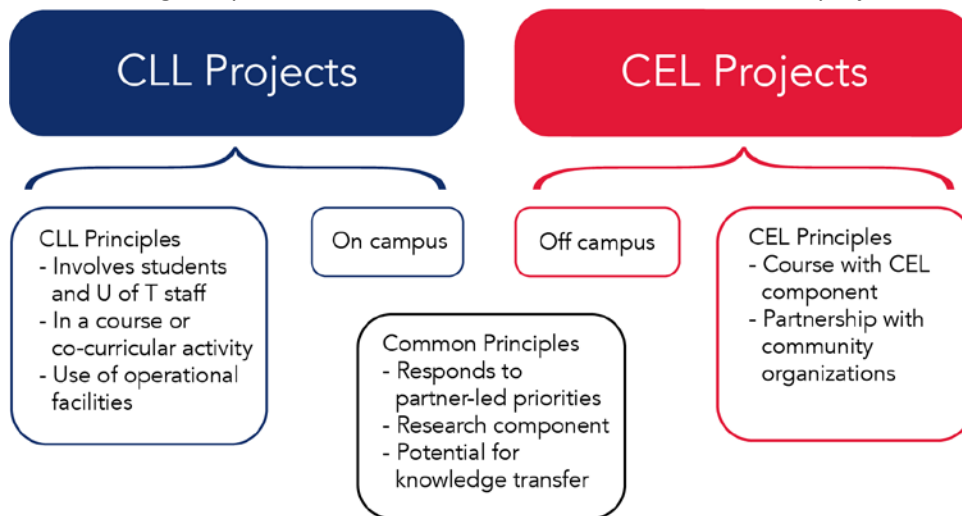 CLL Projects
CEL Projects
CLL Principles
- Involves students
and U of T staff
- In a course or
co-curricular activity
- Use of operational
facilities
On campus
Off campus
CEL Principles
- Course with CEL
component
- Partnership with
community
organizations
Common Principles
- Responds to
partner-led priorities
- Research component
- Potential for
knowledge transfer